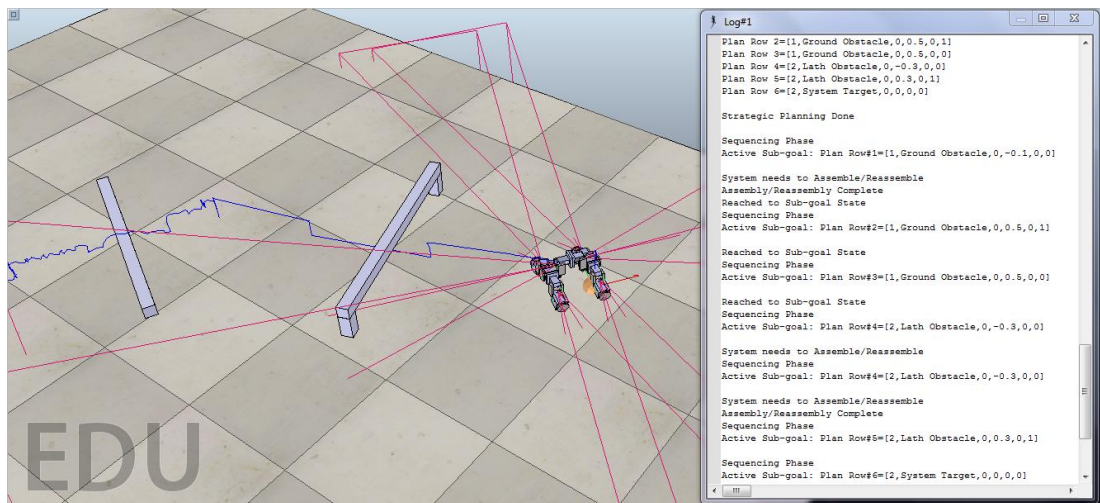 Log#1
Plan Row 2=[1,Ground Obstacle,0,0.5,0,1]
Plan Row 3=[1,Ground Obstacle,0,0.5,0,0]
Plan Row 4=[2,Lath Obstacle,0,-0.3,0,0]
Plan Row 5=[2,Lath Obstacle,0,0.3,0,1]
Plan Row 6=[2,System Target,0,0,0,0]
Strategic Planning Done
Sequencing Phase
Active Sub-goal: Plan Row#1=[1,Ground Obstacle,0,-0.1,0,0]
System needs to Assemble/Reassemble
Assembly/Reassembly Complete
Reached to Sub-goal State
Sequencing Phase
Active Sub-goal: Plan Row#2=[1,Ground Obstacle,0,0.5,0,1]
Reached to Sub-goal State
Sequencing Phase
Active Sub-goal: Plan Row#3=[1,Ground Obstacle,0,0.5,0,0]
Reached to Sub-goal State
Sequencing Phase
Active Sub-goal: Plan Row#4=[2,Lath Obstacle,0,-0.3,0,0]
System needs to Assemble/Reassemble
Sequencing Phase
Active Sub-goal: Plan Row#4=[2,Lath Obstacle,0,-0.3,0,0]
System needs to Assemble/Reassemble
Assembly/Reassembly Complete
Sequencing Phase
Active Sub-goal: Plan Row#5=[2,Lath Obstacle,0,0.3,0,1]
Sequencing Phase
Active Sub-goal: Plan Row#6=[2,System Target,0,0,0,0]
EDU